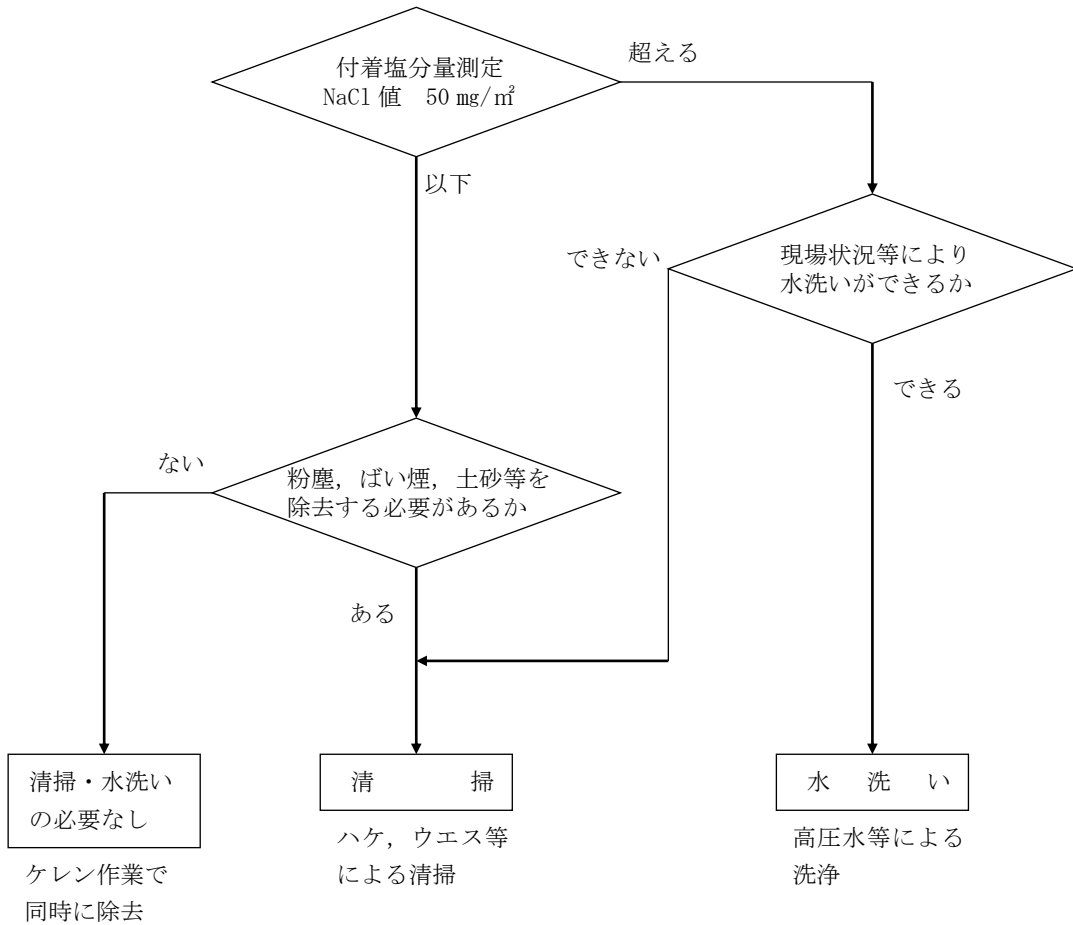 付着塩分量測定
NaCl値　50㎎/㎡
超える
以下
できない
現場状況等により
水洗いができるか
できる
ない
粉塵，ばい煙，土砂等を
除去する必要があるか
ある
清掃・水洗い
の必要なし
清　　　掃
水　洗　い
ケレン作業で
同時に除去
ハケ，ウエス等
による清掃
高圧水等による
洗浄